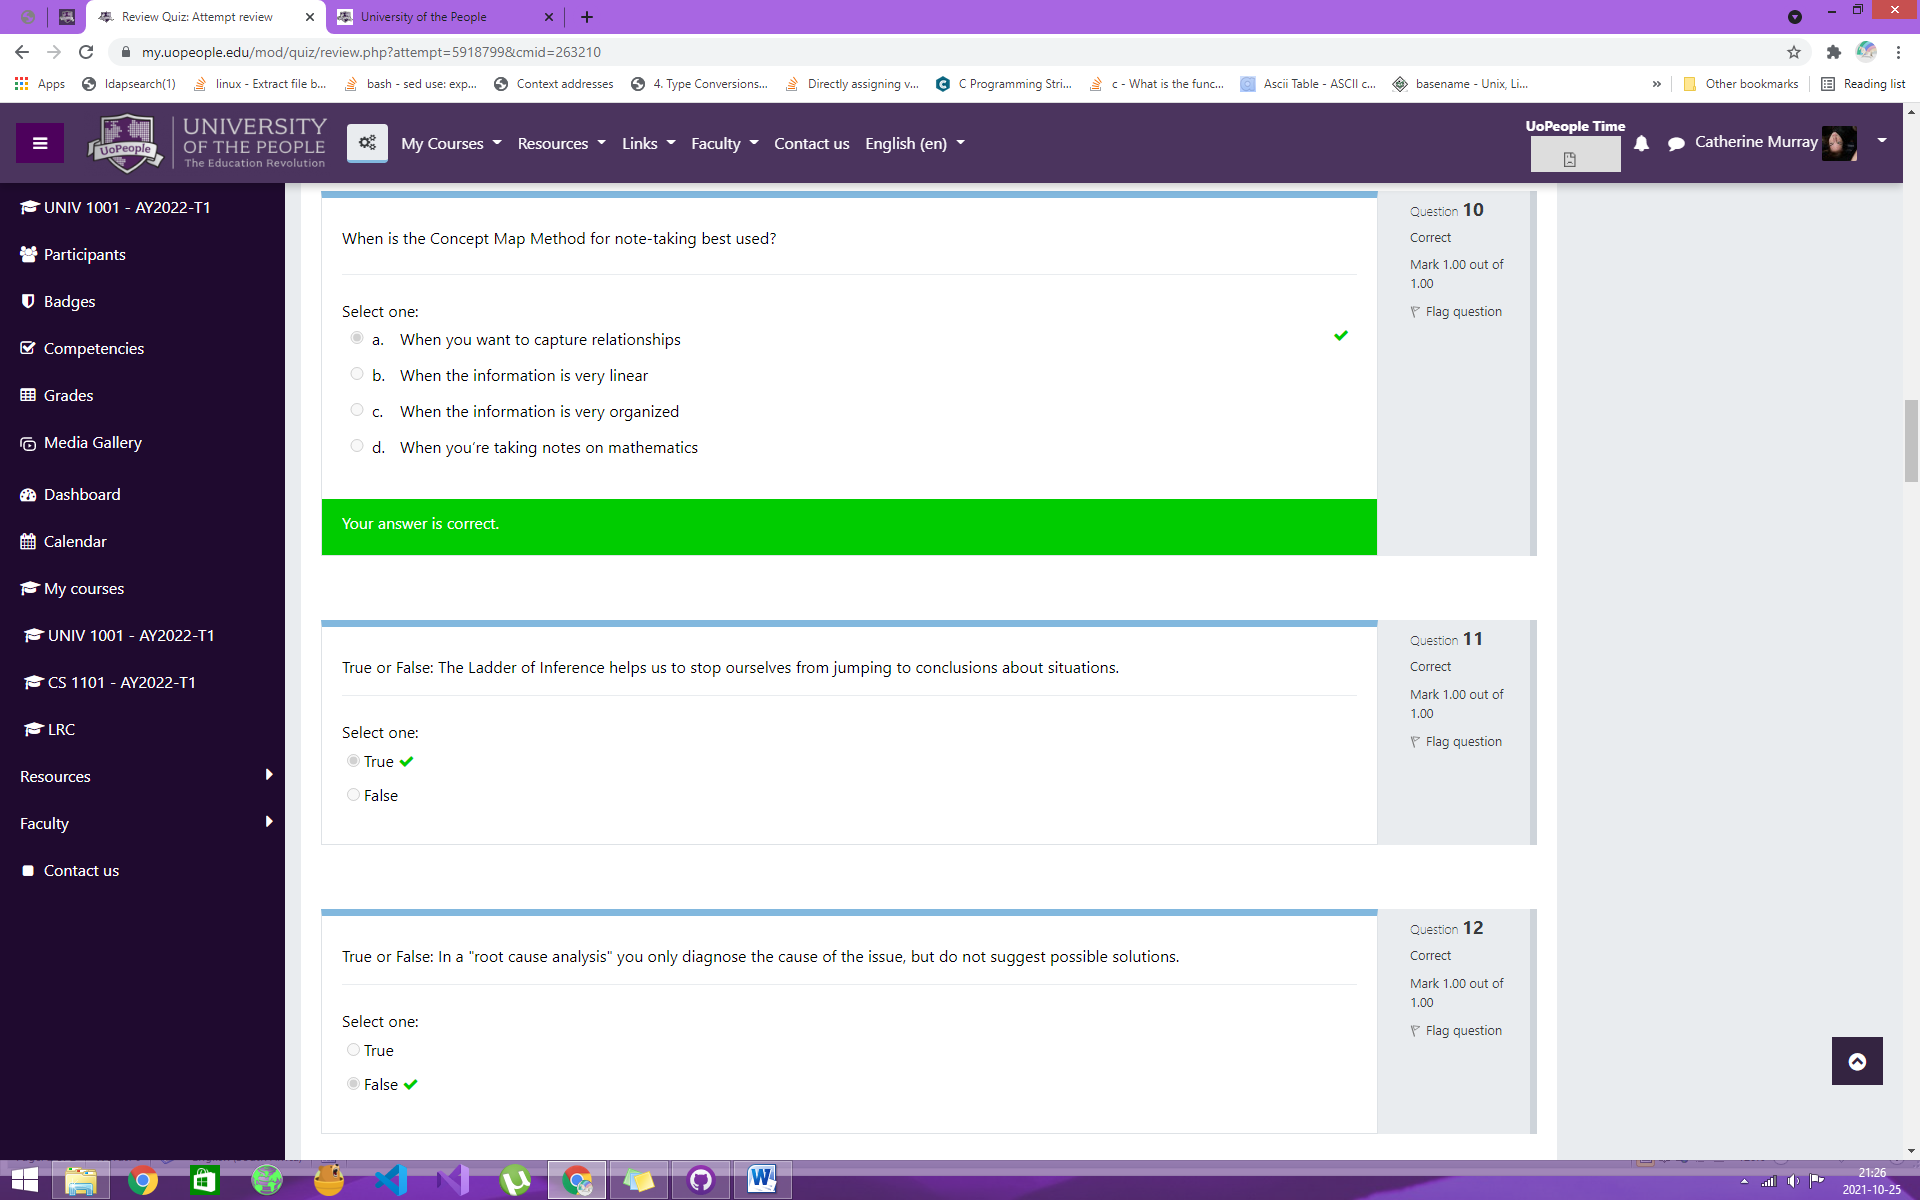 Review Quiz: Attempt review
University of the People
my.uopeople.edu/mod/quiz/review.php?attempt=5918799&cmid=263210
Apps
ldapsearch(1)
linux - Extract file b...
bash - sed use: exp...
Context addresses
4. Type Conversions...
Directly assigning v...
C Programming Stri...
c - What is the func...
Ascii Table - ASCII c...
basename - Unix, Li...
»
Other bookmarks
Reading list
UoPeople
UNIVERSITY
OF THE PEOPLE
The Education Revolution
My Courses
Resources
Links
Faculty
Contact us
English (en)
UoPeople Time
Catherine Murray
UNIV 1001 - AY2022-T1
Participants
Badges
Competencies
Grades
Media Gallery
Dashboard
Calendar
My courses
UNIV 1001 - AY2022-T1
CS 1101 - AY2022-T1
LRC
Resources
Faculty
Contact us
When is the Concept Map Method for note-taking best used?
Select one:
a. When you want to capture relationships
b. When the information is very linear
c. When the information is very organized
d. When you're taking notes on mathematics
Your answer is correct.
Question 10
Correct
Mark 1.00 out of
1.00
Flag question
True or False: The Ladder of Inference helps us to stop ourselves from jumping to conclusions about situations.
Select one:
True
False
Question 11
Correct
Mark 1.00 out of
1.00
Flag question
True or False: In a "root cause analysis" you only diagnose the cause of the issue, but do not suggest possible solutions.
Select one:
True
False
Question 12
Correct
Mark 1.00 out of
1.00
Flag question
21:26
2021-10-25